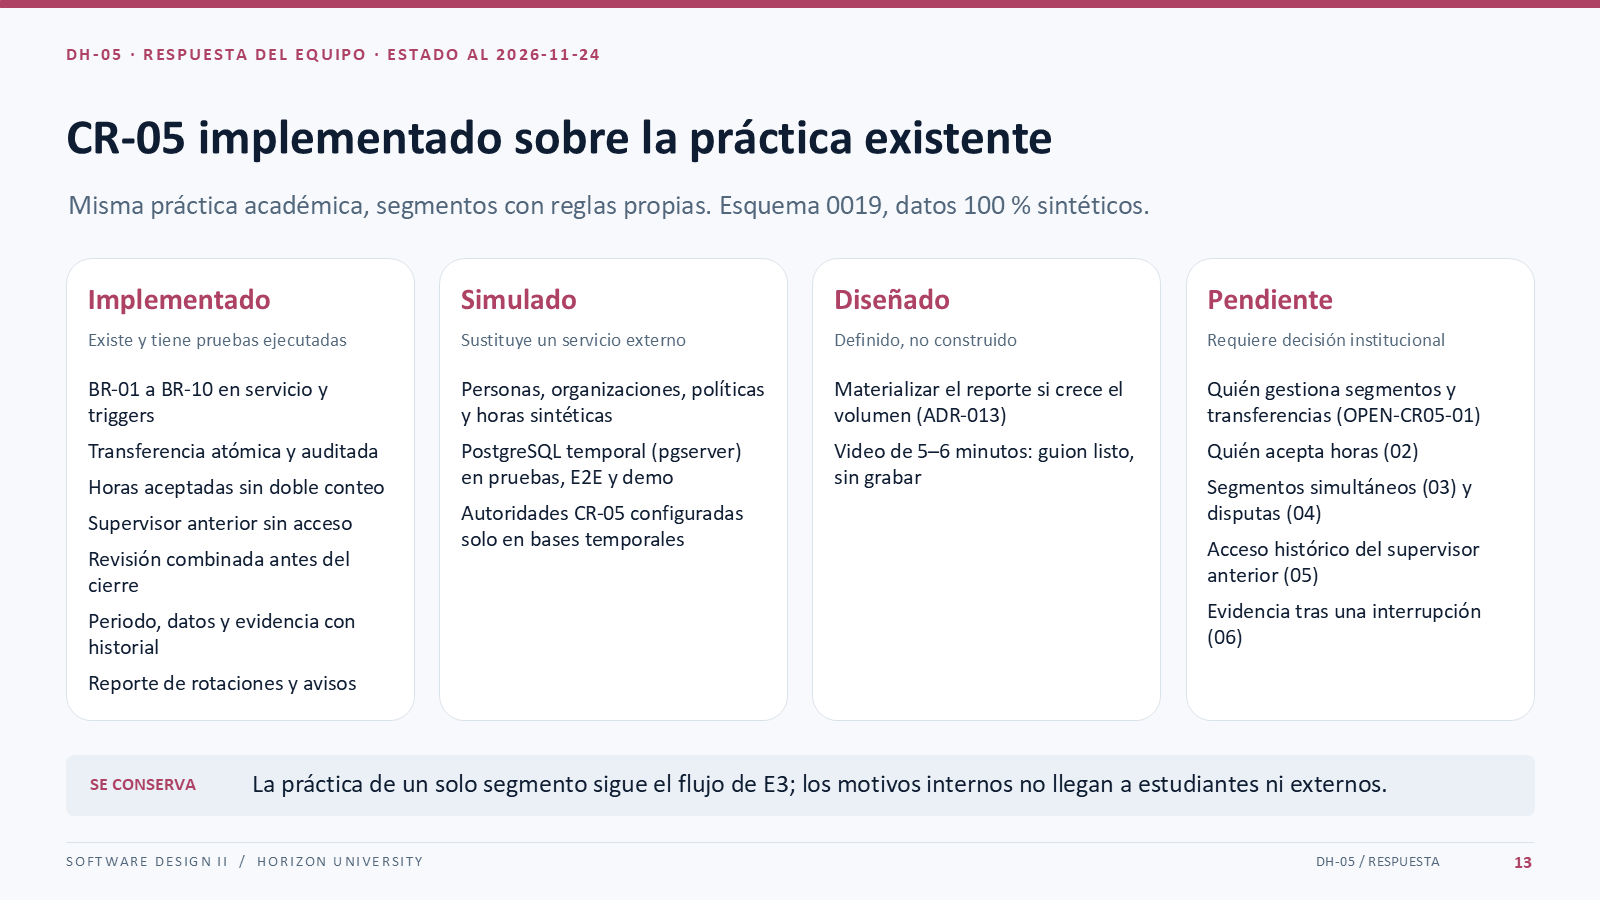 DH-05 · RESPUESTA DEL EQUIPO · ESTADO AL 2026-11-24
CR-05 implementado sobre la práctica existente
Misma práctica académica, segmentos con reglas propias. Esquema 0019, datos 100 % sintéticos.
Implementado
Existe y tiene pruebas ejecutadas
BR-01 a BR-10 en servicio y
triggers
Transferencia atómica y auditada
Horas aceptadas sin doble conteo
Supervisor anterior sin acceso
Revisión combinada antes del
cierre
Periodo, datos y evidencia con
historial
Reporte de rotaciones y avisos
Simulado
Sustituye un servicio externo
Personas, organizaciones, políticas
y horas sintéticas
PostgreSQL temporal (pgserver)
en pruebas, E2E y demo
Autoridades CR-05 configuradas
solo en bases temporales
Diseñado
Definido, no construido
Materializar el reporte si crece el
volumen (ADR-013)
Video de 5–6 minutos: guion listo,
sin grabar
Pendiente
Requiere decisión institucional
Quién gestiona segmentos y
transferencias (OPEN-CR05-01)
Quién acepta horas (02)
Segmentos simultáneos (03) y
disputas (04)
Acceso histórico del supervisor
anterior (05)
Evidencia tras una interrupción
(06)
SE CONSERVA
La práctica de un solo segmento sigue el flujo de E3; los motivos internos no llegan a estudiantes ni externos.
SOFTWARE DESIGN II / HORIZON UNIVERSITY
DH-05 / RESPUESTA
13